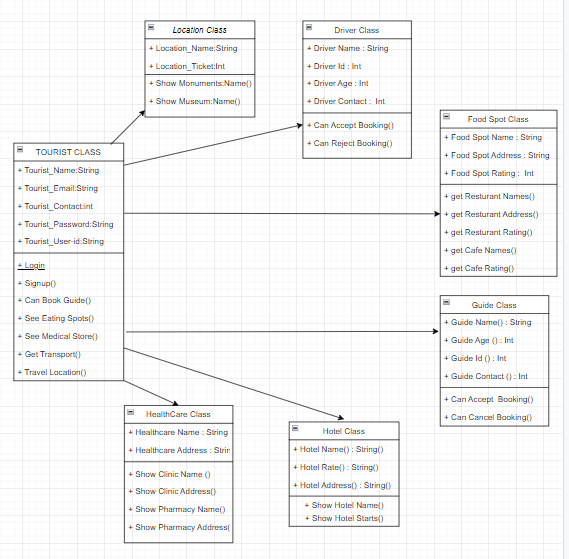 Location Class
+ Location_Name:String
+ Location_Ticket:Int
+ Show Monuments:Name()
+ Show Museum:Name()
Driver Class
+ Driver Name : String
+ Driver Id : Int
+ Driver Age : Int
+ Driver Contact : Int
+ Can Accept Booking()
+ Can Reject Booking()
Food Spot Class
+ Food Spot Name : String
+ Food Spot Address : String
+ Food Spot Rating : Int
+ get Resturant Names()
+ get Resturant Address()
+ get Resturant Rating()
+ get Cafe Names()
+ get Cafe Rating()
TOURIST CLASS
+ Tourist_Name:String
+ Tourist_Email:String
+ Tourist_Contact:int
+ Tourist_Password:String
+ Tourist_User-id:String
+ Login
+ Signup()
+ Can Book Guide()
+ See Eating Spots()
+ See Medical Store()
+ Get Transport()
+ Travel Location()
Guide Class
+ Guide Name() : String
+ Guide Age () : Int
+ Guide Id () : Int
+ Guide Contact () : Int
+ Can Accept Booking()
+ Can Cancel Booking()
HealthCare Class
+ Healthcare Name : String
+ Healthcare Address : Strin
+ Show Clinic Name ()
+ Show Clinic Address()
+ Show Pharmacy Name()
+ Show Pharmacy Address(
Hotel Class
+ Hotel Name() : String()
+ Hotel Rate() : String()
+ Hotel Address() : String()
+ Show Hotel Name()
+ Show Hotel Starts()